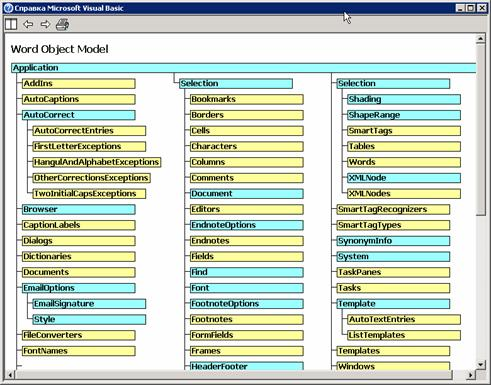 Справка Microsoft Visual Basic
Word Object Model
Application
AddIns
AutoCaptions
AutoCorrect
AutoCorrectEntries
FirstLetterExceptions
HangulAndAlphabetExceptions
OtherCorrectionsExceptions
TwoInitialCapsExceptions
Browser
CaptionLabels
Dialogs
Dictionaries
Documents
EmailOptions
EmailSignature
Style
FileConverters
FontNames
Selection
Bookmarks
Borders
Cells
Characters
Columns
Comments
Document
Editors
EndnoteOptions
Endnotes
Fields
Find
Font
FootnoteOptions
Footnotes
FormFields
Frames
HeaderFooter
Selection
Shading
ShapeRange
SmartTags
Tables
Words
XMLNode
XMLNodes
SmartTagRecognizers
SmartTagTypes
SynonymInfo
System
TaskPanes
Tasks
Template
AutoTextEntries
ListTemplates
Templates
Windows